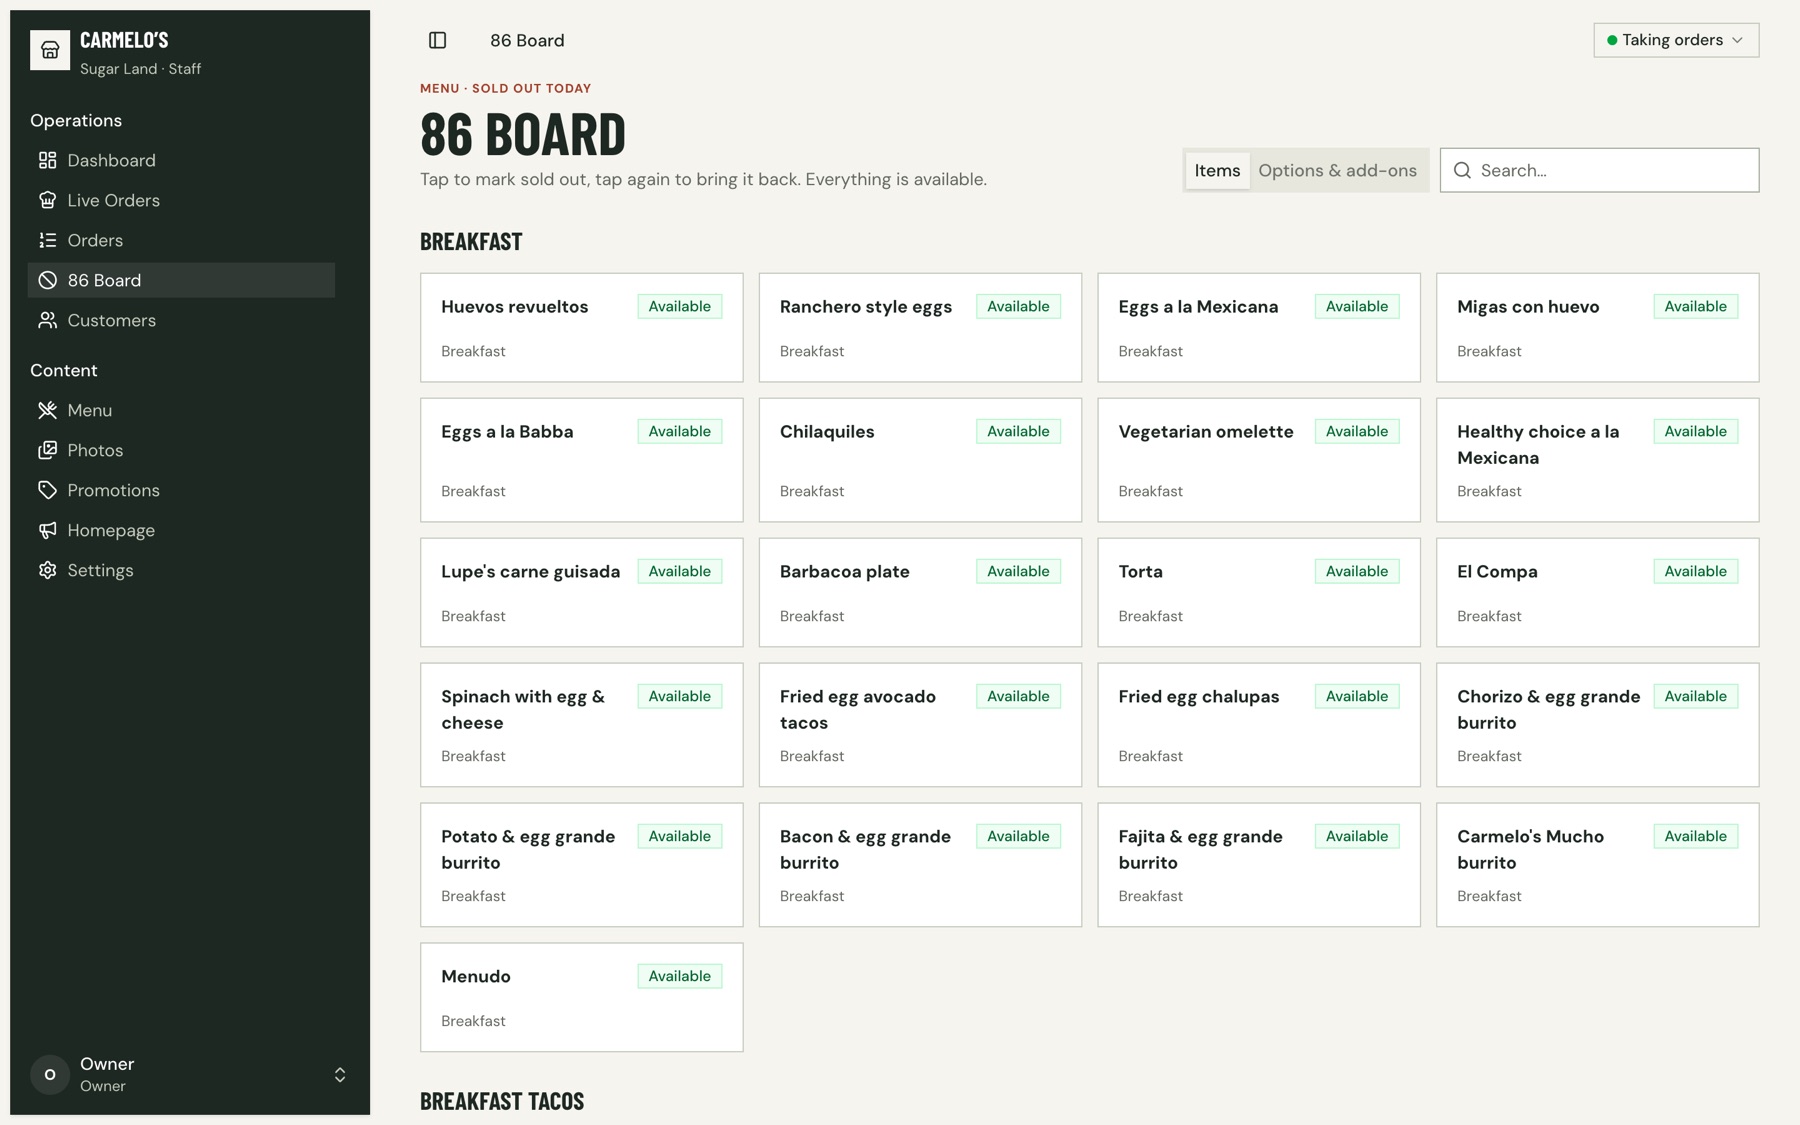 CARMELO'S
Sugar Land · Staff
Operations
Dashboard
Live Orders
Orders
86 Board
Customers
Content
Menu
Photos
Promotions
Homepage
Settings
O
Owner
Owner
86 Board
Taking orders
MENU · SOLD OUT TODAY
86 BOARD
Tap to mark sold out, tap again to bring it back. Everything is available.
Items
Options & add-ons
Search...
BREAKFAST
Huevos revueltos
Available
Breakfast
Ranchero style eggs
Available
Breakfast
Eggs a la Mexicana
Available
Breakfast
Migas con huevo
Available
Breakfast
Eggs a la Babba
Available
Breakfast
Chilaquiles
Available
Breakfast
Vegetarian omelette
Available
Breakfast
Healthy choice a la
Mexicana
Available
Breakfast
Lupe's carne guisada
Available
Breakfast
Barbacoa plate
Available
Breakfast
Torta
Available
Breakfast
El Compa
Available
Breakfast
Spinach with egg &
cheese
Available
Breakfast
Fried egg avocado
tacos
Available
Breakfast
Fried egg chalupas
Available
Breakfast
Chorizo & egg grande
burrito
Available
Breakfast
Potato & egg grande
burrito
Available
Breakfast
Bacon & egg grande
burrito
Available
Breakfast
Fajita & egg grande
burrito
Available
Breakfast
Carmelo's Mucho
burrito
Available
Breakfast
Menudo
Available
Breakfast
BREAKFAST TACOS